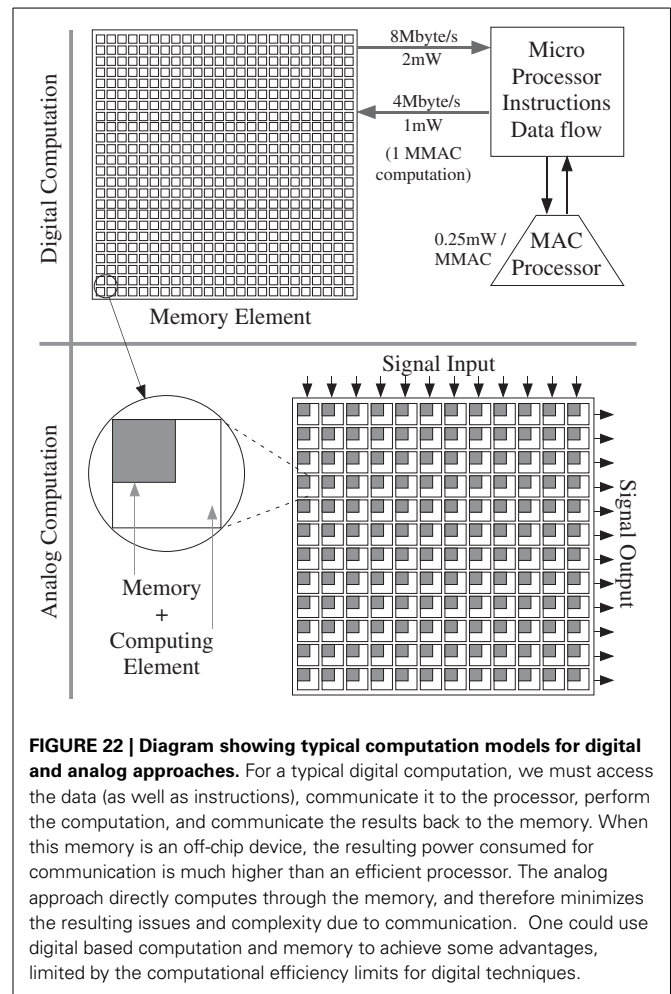 Digital Computation
8Mbyte/s
2mW
4Mbyte/s
1mW
(1 MMAC
computation)
Micro
Processor
Instructions
Data flow
0.25mW /
MMAC
MAC
Processor
Memory Element
Analog Computation
Signal Input
Signal Output
Memory
+
Computing
Element
FIGURE 22 | Diagram showing typical computation models for digital
and analog approaches. For a typical digital computation, we must access
the data (as well as instructions), communicate it to the processor, perform
the computation, and communicate the results back to the memory. When
this memory is an off-chip device, the resulting power consumed for
communication is much higher than an efficient processor. The analog
approach directly computes through the memory, and therefore minimizes
the resulting issues and complexity due to communication. One could use
digital based computation and memory to achieve some advantages,
limited by the computational efficiency limits for digital techniques.